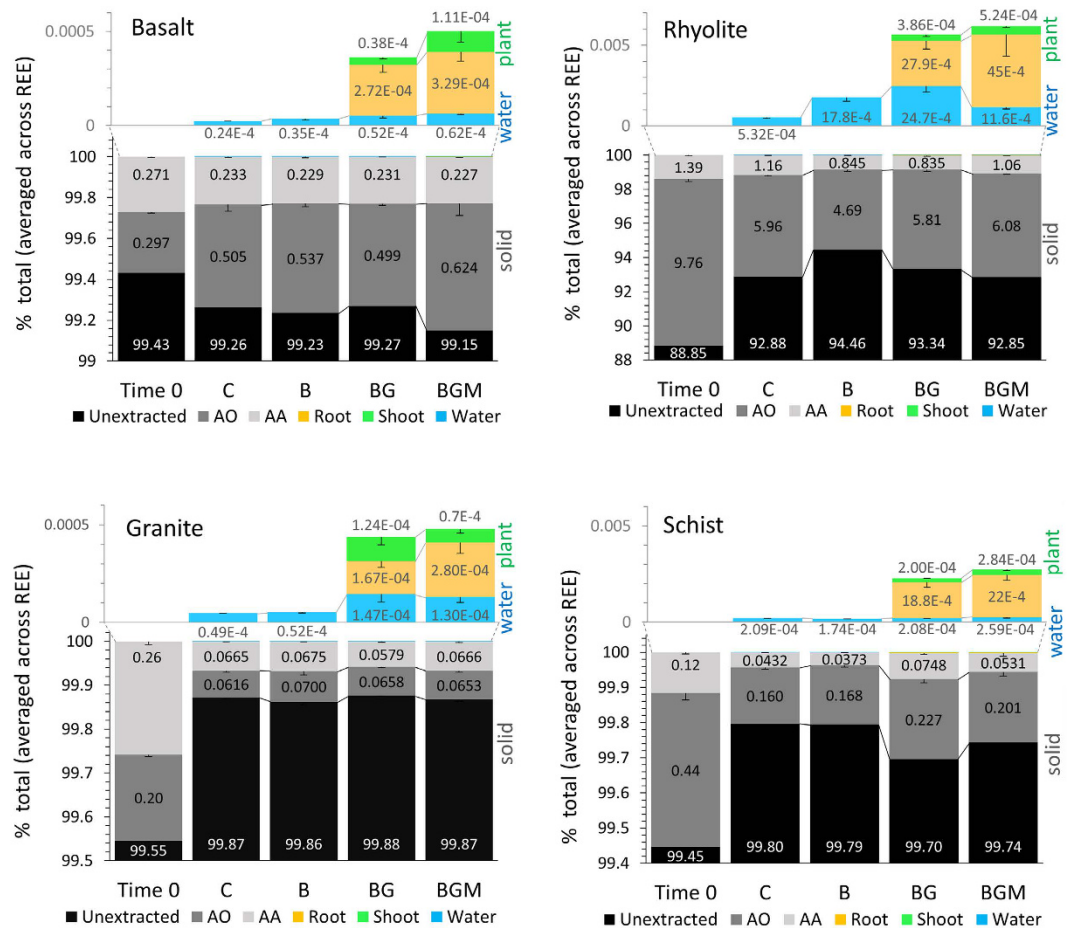 Basalt
1.11E-04
0.0005
0.38E-4
2.72E-04
3.29E-04
plant
0
0.24E-4 0.35E-4 0.52E-4 0.62E-4
water
% total (averaged across REE)
100
99.8
99.6
99.4
99.2
99
0.271 0.233 0.229 0.231 0.227
0.297 0.505 0.537 0.499 0.624
99.43 99.26 99.23 99.27 99.15
solid
Time 0 C B BG BGM
Unextracted AO AA Root Shoot Water
Rhyolite
3.86E-04 5.24E-04
0.005
27.9E-4 45E-4
plant
17.8E-4 24.7E-4 11.6E-4
0
5.32E-04
water
% total (averaged across REE)
100
98
96
94
92
90
88
1.39 1.16 0.845 0.835 1.06
9.76 5.96 4.69 5.81 6.08
88.85 92.88 94.46 93.34 92.85
solid
Time 0 C B BG BGM
Unextracted AO AA Root Shoot Water
Granite
1.24E-04 0.7E-4
0.0005
1.67E-04 2.80E-04
plant
1.47E-04 1.30E-04
0
0.49E-4 0.52E-4
water
% total (averaged across REE)
100
99.9
99.8
99.7
99.6
99.5
0.26 0.0665 0.0675 0.0579 0.0666
0.20 0.0616 0.0700 0.0658 0.0653
99.55 99.87 99.86 99.88 99.87
solid
Time 0 C B BG BGM
Unextracted AO AA Root Shoot Water
Schist
0.005
2.00E-04 2.84E-04
18.8E-4 22E-4
plant
0
2.09E-04 1.74E-04 2.08E-04 2.59E-04
water
% total (averaged across REE)
100
99.9
99.8
99.7
99.6
99.5
99.4
0.12 0.0432 0.0373 0.0748 0.0531
0.44 0.160 0.168 0.227 0.201
99.45 99.80 99.79 99.70 99.74
solid
Time 0 C B BG BGM
Unextracted AO AA Root Shoot Water